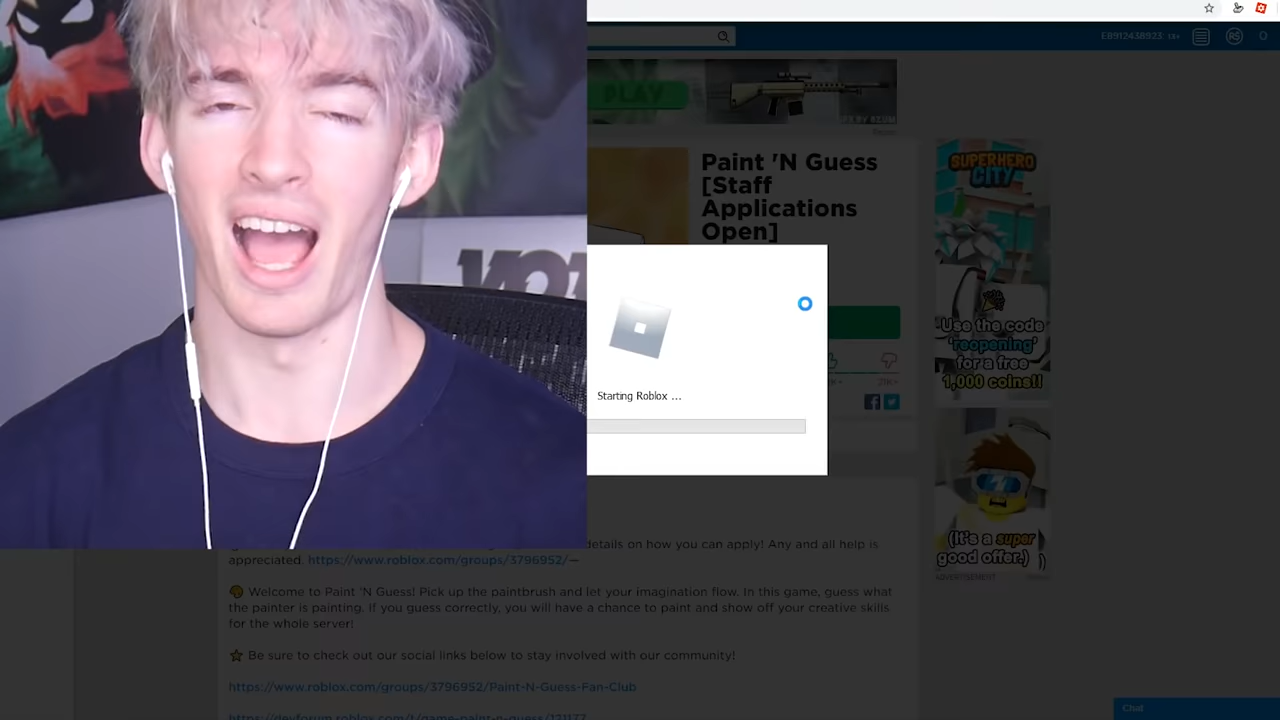 E8912438923: 13+
0
PLAY
Paint 'N Guess
[Staff
Applications
Open]
SUPERHERO
CITY
Use the code
'reopening'
for a free
1,000 coins!!
Starting Roblox ...
21K+
(It's a super
good offer.) )
ADVERTISEMENT
details on how you can apply! Any and all help is
appreciated. https://www.roblox.com/groups/3796952/—
Welcome to Paint 'N Guess! Pick up the paintbrush and let your imagination flow. In this game, guess what
the painter is painting. If you guess correctly, you will have a chance to paint and show off your creative skills
for the whole server!
Be sure to check out our social links below to stay involved with our community!
https://www.roblox.com/groups/3796952/Paint-N-Guess-Fan-Club
Chat